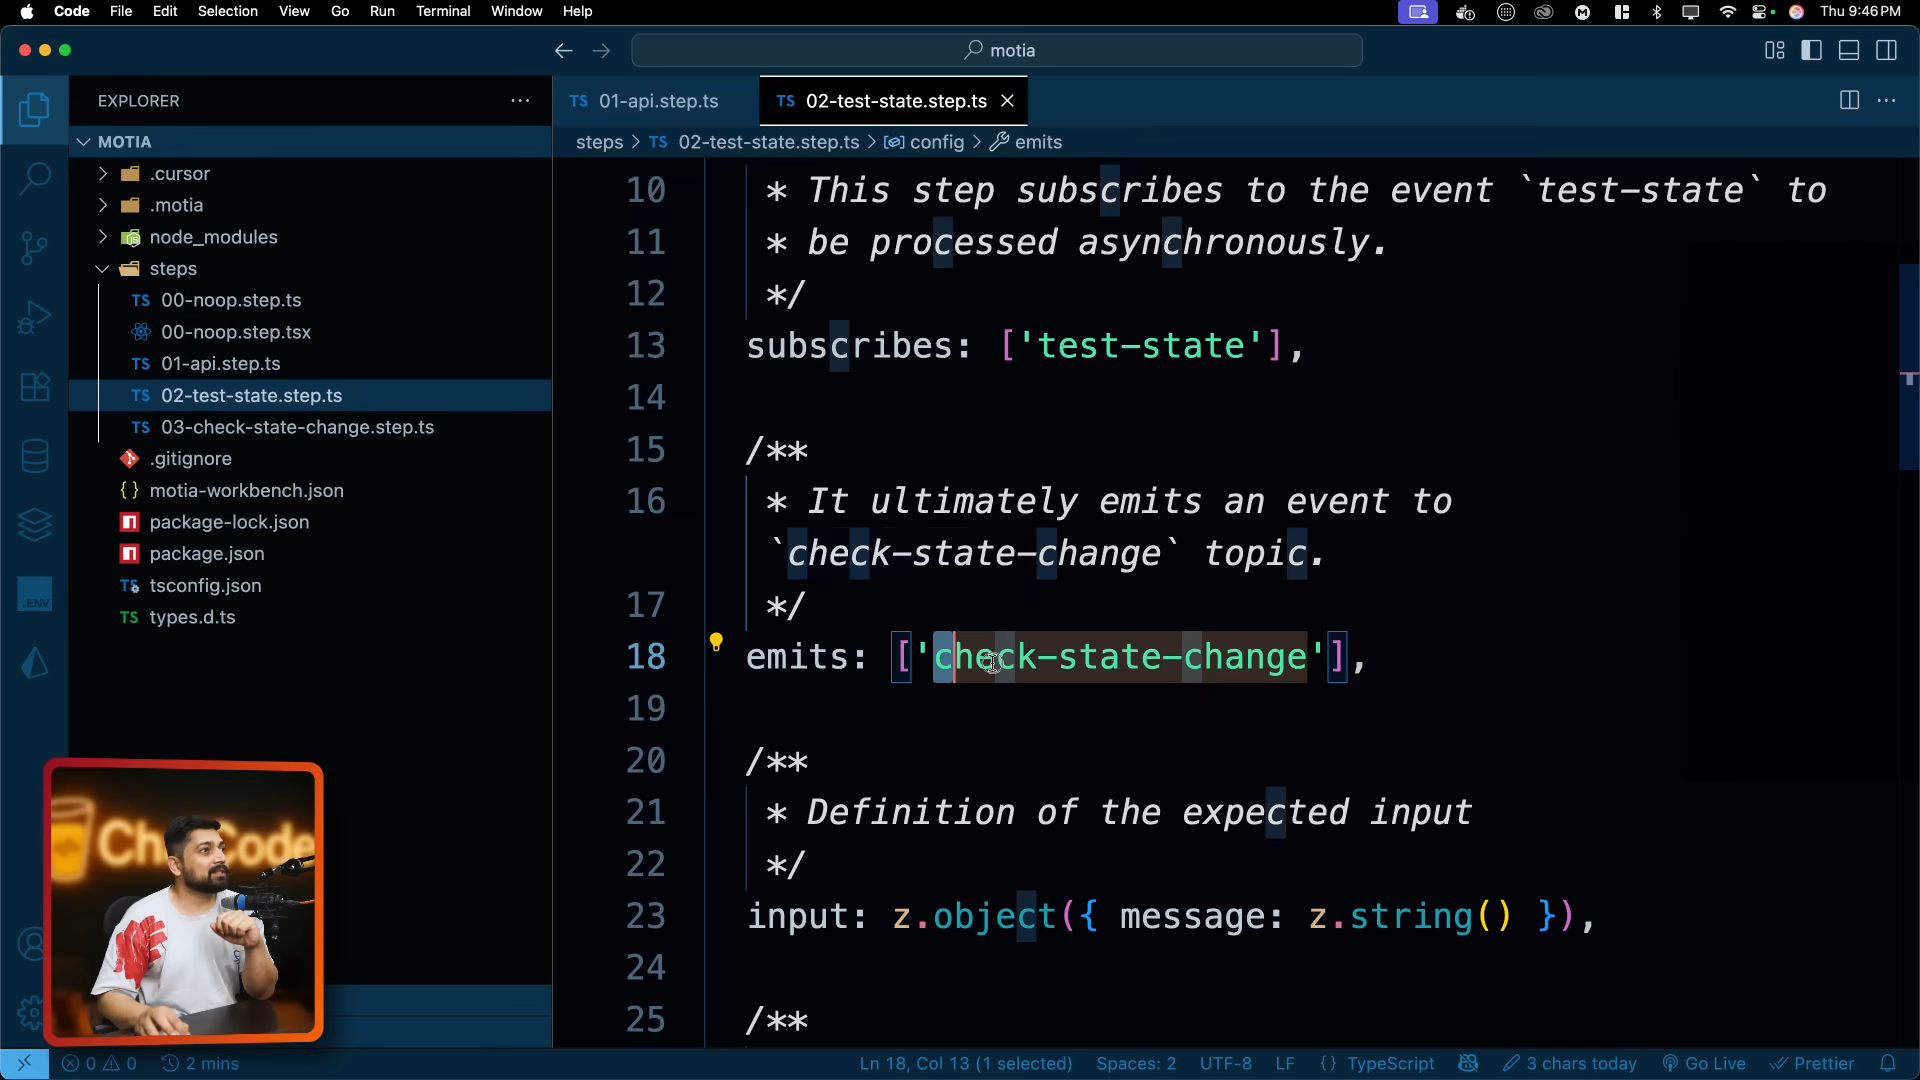 Code File Edit Selection View Go Run Terminal Window Help Thu 9:46 PM
motia
EXPLORER
MOTIA
.cursor
.motia
node_modules
steps
TS 00-noop.step.ts
00-noop.step.tsx
TS 01-api.step.ts
TS 02-test-state.step.ts
TS 03-check-state-change.step.ts
.gitignore
{} motia-workbench.json
package-lock.json
package.json
TS tsconfig.json
TS types.d.ts
.ENV
TS 01-api.step.ts TS 02-test-state.step.ts
steps > TS 02-test-state.step.ts > config > emits
10 * This step subscribes to the event `test-state` to
11 * be processed asynchronously.
12 */
13 subscribes: ['test-state'],
14
15 /**
16 * It ultimately emits an event to
`check-state-change` topic.
17 */
18 emits: ['check-state-change'],
19
20 /**
21 * Definition of the expected input
22 */
23 input: z.object({ message: z.string() }),
24
25 /**
0 0 2 mins Ln 18, Col 13 (1 selected) Spaces: 2 UTF-8 LF {} TypeScript 3 chars today Go Live Prettier